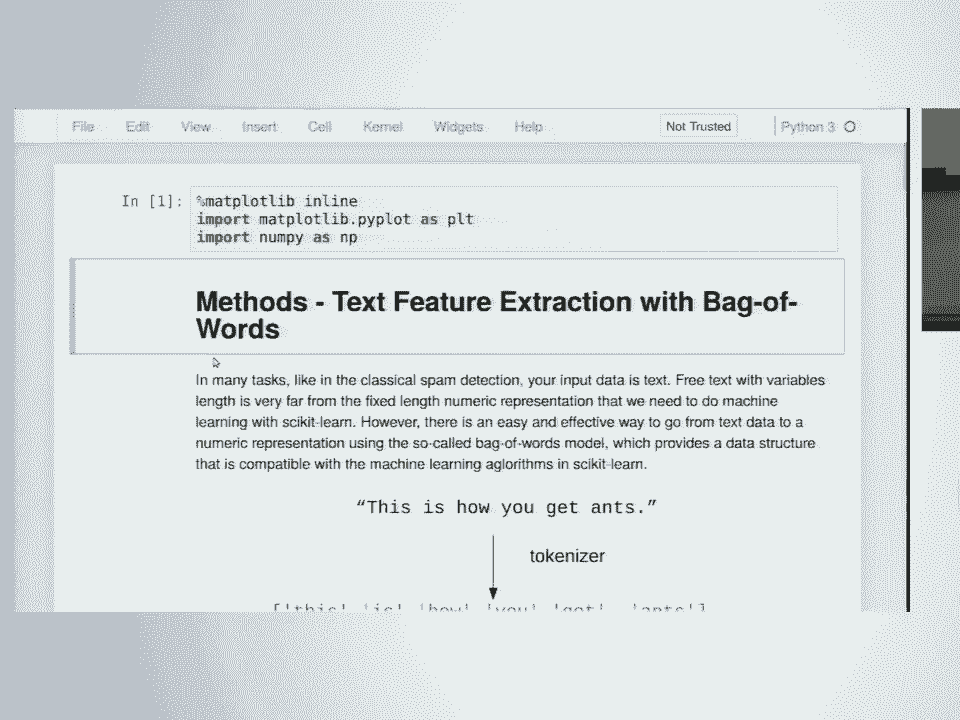 File Edit View Insert Cell Kernel Widgets Help Not Trusted Python 3
In [1]: %matplotlib inline
import matplotlib.pyplot as plt
import numpy as np
Methods - Text Feature Extraction with Bag-of-
Words
In many tasks, like in the classical spam detection, your input data is text. Free text with variables
length is very far from the fixed length numeric representation that we need to do machine
learning with scikit-learn. However, there is an easy and effective way to go from text data to a
numeric representation using the so-called bag-of-words model, which provides a data structure
that is compatible with the machine learning aglorithms in scikit-learn.
“This is how you get ants.”
tokenizer
['this' 'is' 'how' 'you' 'get' 'ants']